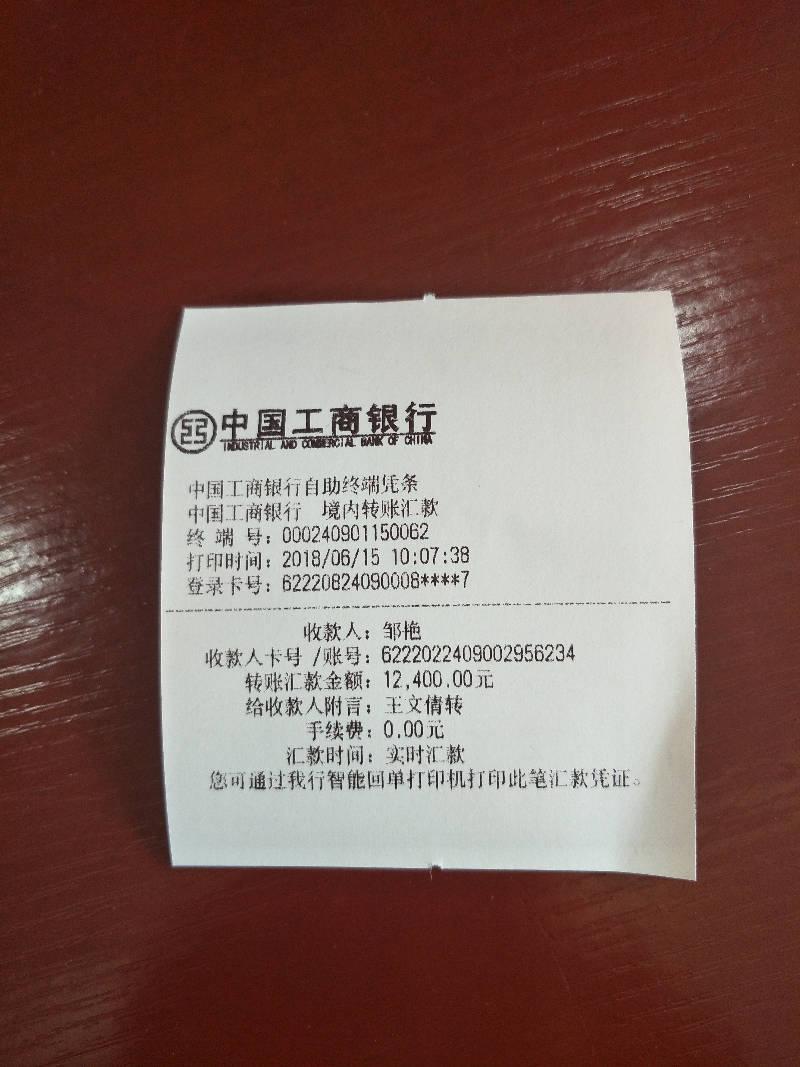 中国工商银行
INDUSTRIAL AND COMMERCIAL BANK OF CHINA
中国工商银行自助终端凭条
中国工商银行 境内转账汇款
终 端 号：000240901150062
打印时间：2018/06/15 10:07:38
登录卡号：62220824090008****7
收款人：邹艳
收款人卡号 /账号：6222022409002956234
转账汇款金额：12,400.00元
给收款人附言：王文倩转
手续费：0.00元
汇款时间：实时汇款
您可通过我行智能回单打印机打印此笔汇款凭证。